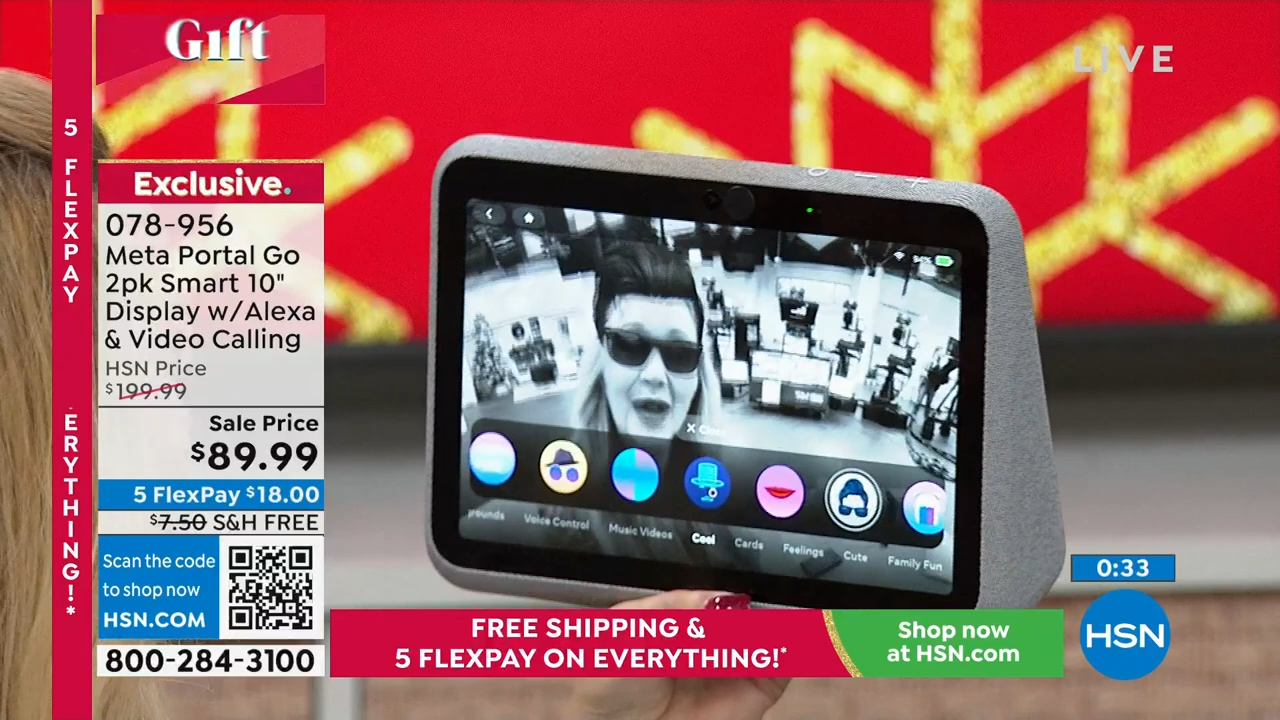 Gift
LIVE
5 FLEXPAY
ERYTHING!*
Exclusive.
078-956
Meta Portal Go
2pk Smart 10"
Display w/Alexa
& Video Calling
HSN Price
$199.99
Sale Price
$89.99
5 FlexPay $18.00
$7.50 S&H FREE
Scan the code
to shop now
HSN.COM
800-284-3100
94%
X Close
Voice Control
Music Videos
Cool
Cards
Feelings
Cute
Family Fun
0:33
FREE SHIPPING &
5 FLEXPAY ON EVERYTHING!*
Shop now
at HSN.com
HSN